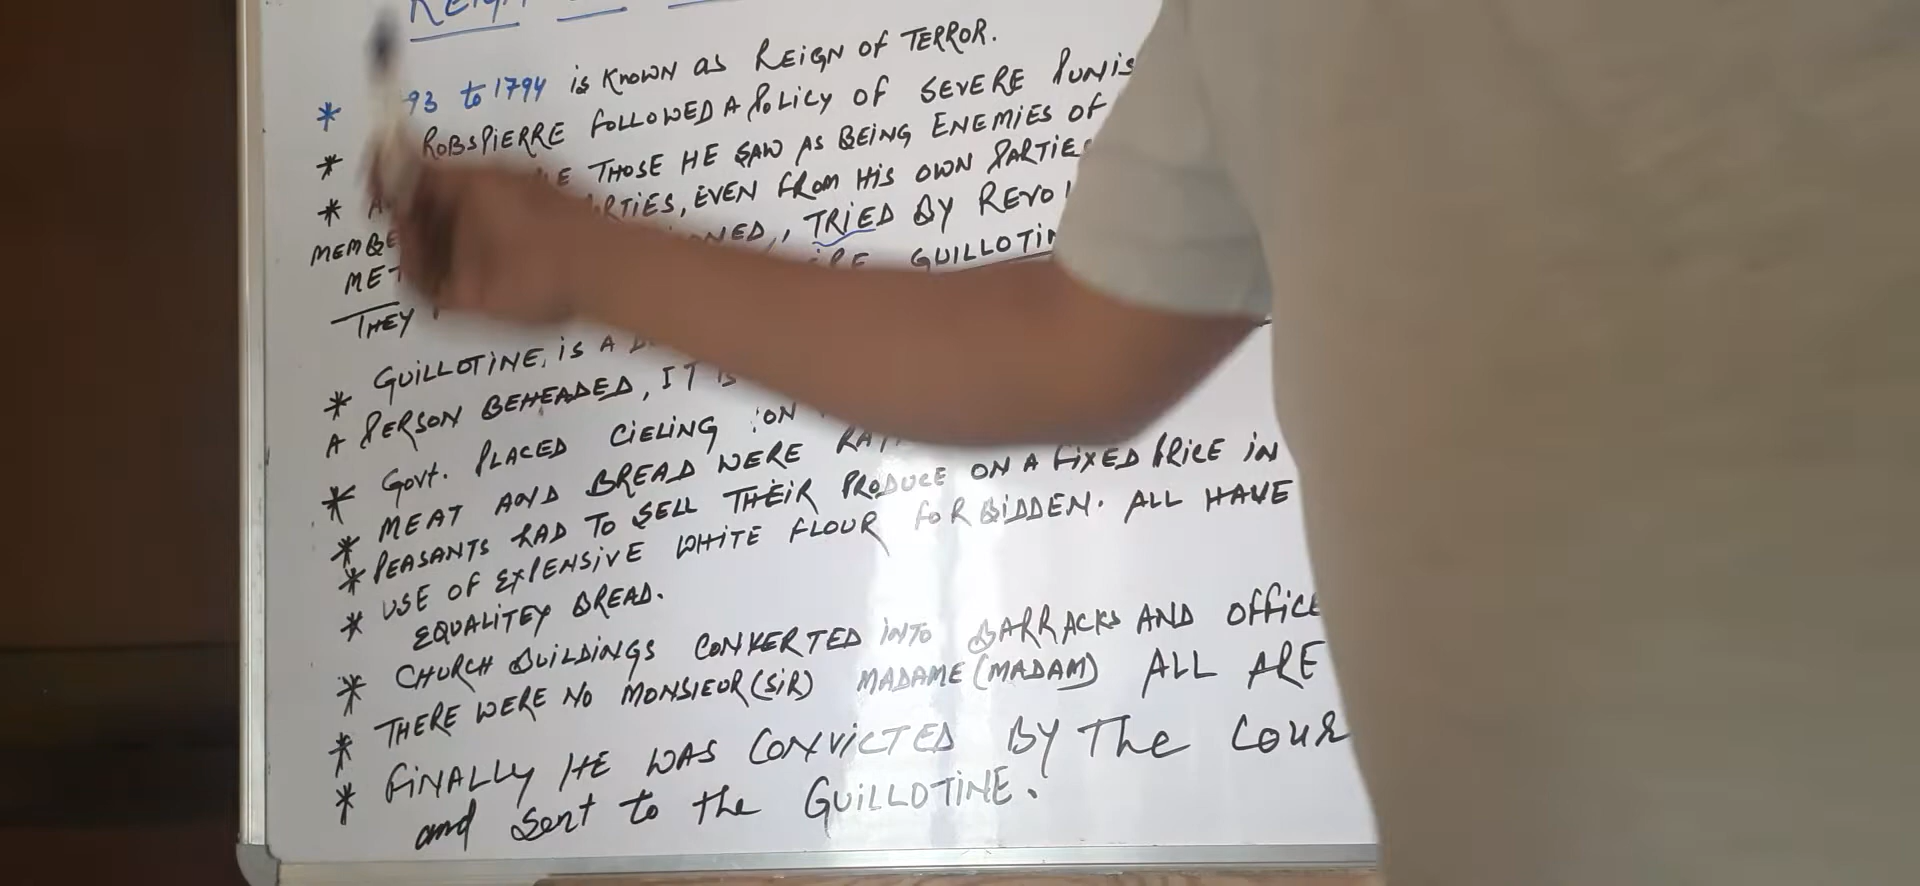 REIGN
* 93 to 1794 is KNOWN as REIGN OF TERROR.
* ROBSPIERRE FOLLOWED A POLICY OF SEVERE PUNIS
THOSE HE SAW AS BEING ENEMIES OF
* RTIES, EVEN FROM HIS OWN PARTIE
MEMBE NED,, TRIED BY REVO
MET GUILLOTIN
THEY
* GUILLOTINE, IS A D
A PERSON BEHEADED, IT IS
* GOVT. PLACED CIELING ON
* MEAT AND BREAD WERE RAT
* PEASANTS HAD TO SELL THEIR PRODUCE ON A FIXED PRICE IN
* USE OF EXPENSIVE WHITE FLOUR FORBIDDEN. ALL HAVE
EQUALITEY BREAD.
* CHURCH BUILDINGS CONVERTED INTO BARRACKS AND OFFICE
* THERE WERE NO MONSIEUR (SIR) MADAME (MADAM) ALL ARE
* FINALLY HE WAS CONVICTED BY The COUR
and sent to the GUILLOTINE.